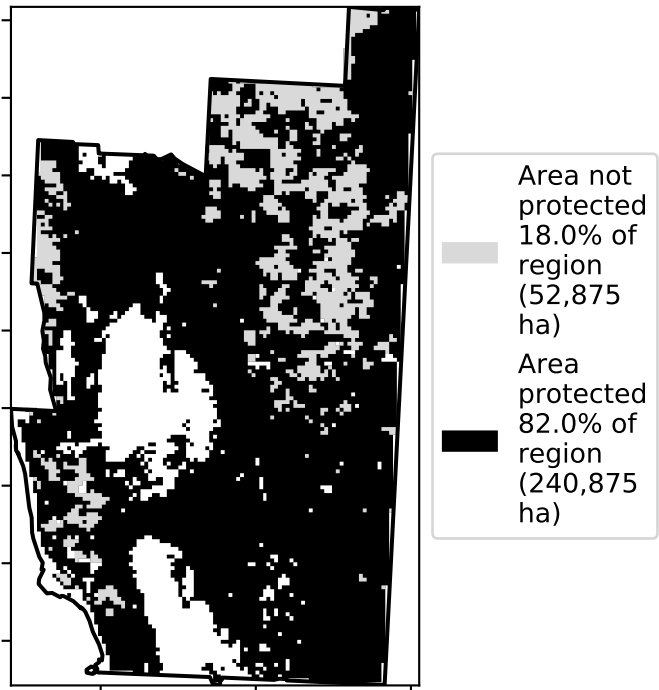 Area not
protected
18.0% of
region
(52,875
ha)
Area
protected
82.0% of
region
(240,875
ha)